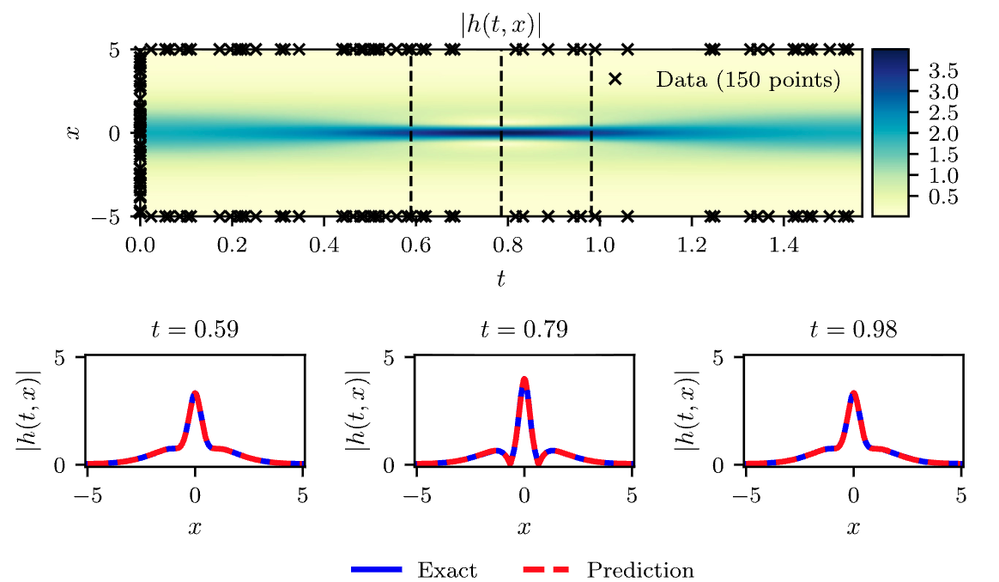 |h(t, x)|
5
0
−5
x
Data (150 points)
3.5
3.0
2.5
2.0
1.5
1.0
0.5
0.0 0.2 0.4 0.6 0.8 1.0 1.2 1.4
t
t = 0.59
|h(t, x)|
5
0
−5 0 5
x
t = 0.79
|h(t, x)|
5
0
−5 0 5
x
t = 0.98
|h(t, x)|
5
0
−5 0 5
x
Exact Prediction